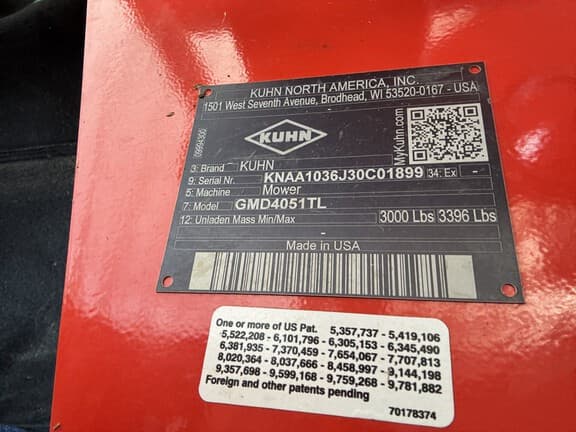 KUHN NORTH AMERICA, INC.
1501 West Seventh Avenue, Brodhead, WI 53520-0167 - USA
09994300
KUHN
MyKuhn.com
3: Brand KUHN
9: Serial Nr. KNAA1036J30C01899 34: Ex -
5: Machine Mower
7: Model GMD4051TL
12: Unladen Mass Min/Max 3000 Lbs 3396 Lbs
-
Made in USA
One or more of US Pat. 5,357,737 - 5,419,106
5,522,208 - 6,101,796 - 6,305,153 - 6,345,490
6,381,935 - 7,370,459 - 7,654,067 - 7,707,813
8,020,364 - 8,037,666 - 8,458,997 - 9,144,198
9,357,698 - 9,599,168 - 9,759,268 - 9,781,882
Foreign and other patents pending
70178374